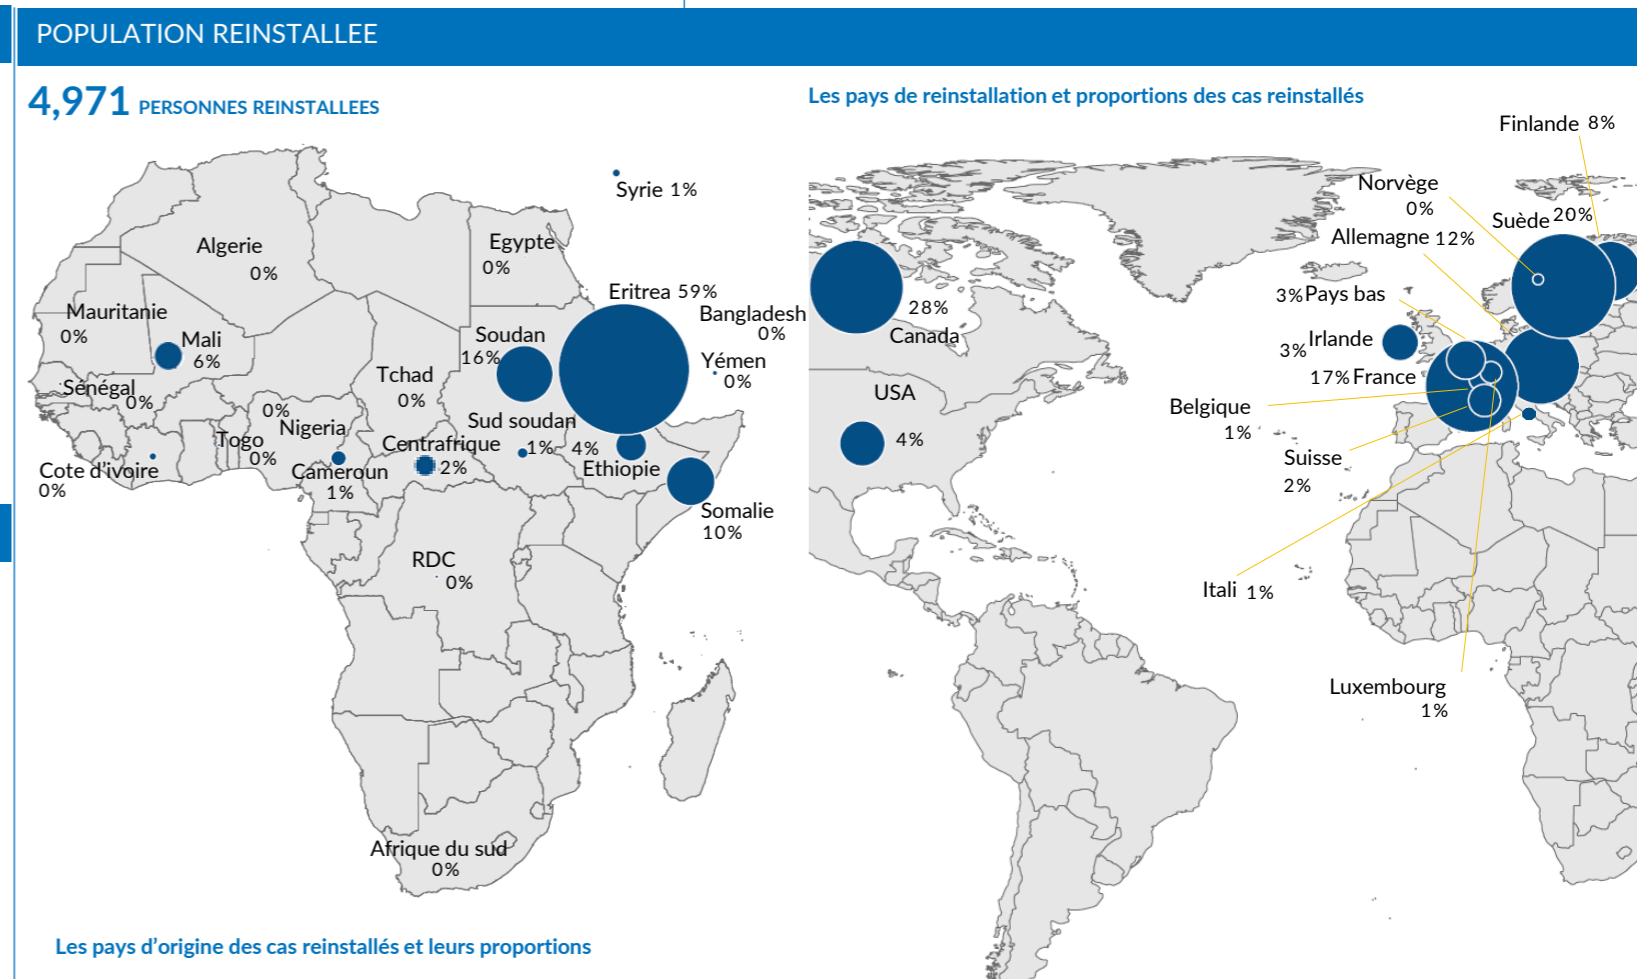 POPULATION REINSTALLEE
4,971 PERSONNES REINSTALLEES
Syrie 1%
Algerie
0%
Egypte
0%
Eritrea 59%
Mauritanie
0%
Bangladesh
0%
Mali
6%
Soudan
16%
Yémen
0%
Tchad
0%
Sénégal
0%
0%
Nigeria
Togo
0%
Sud soudan
1%
4%
Ethiopie
Centrafrique
2%
Cote d'ivoire
0%
Cameroun
1%
Somalie
10%
RDC
0%
Afrique du sud
0%
Les pays d'origine des cas reinstallés et leurs proportions
Les pays de reinstallation et proportions des cas reinstallés
Finlande 8%
Norvège
0%
Suède 20%
Allemagne 12%
3% Pays bas
28%
Canada
3% Irlande
17% France
USA
4%
Belgique
1%
Suisse
2%
Itali 1%
Luxembourg
1%